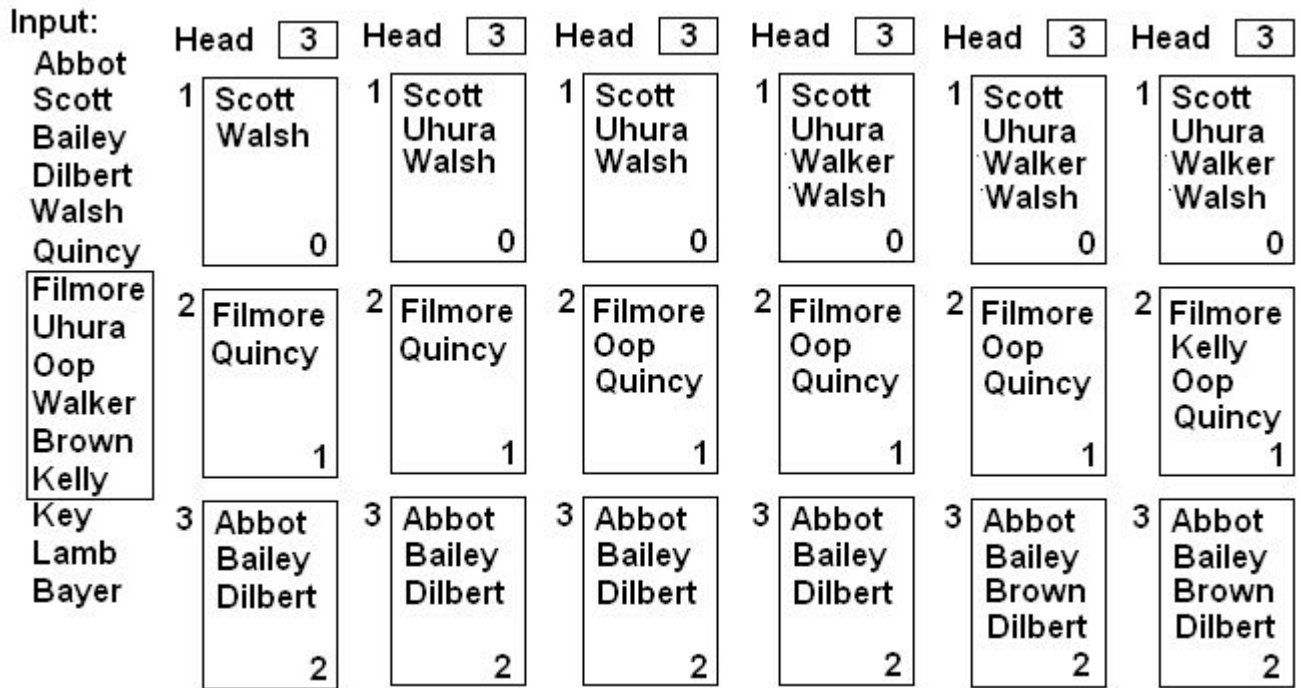 Input:
Abbot
Scott
Bailey
Dilbert
Walsh
Quincy
Filmore
Uhura
Oop
Walker
Brown
Kelly
Key
Lamb
Bayer
Head 3
1 Scott
Walsh
0
2 Filmore
Quincy
1
3 Abbot
Bailey
Dilbert
2
Head 3
1 Scott
Uhura
Walsh
0
2 Filmore
Quincy
1
3 Abbot
Bailey
Dilbert
2
Head 3
1 Scott
Uhura
Walsh
0
2 Filmore
Oop
Quincy
1
3 Abbot
Bailey
Dilbert
2
Head 3
1 Scott
Uhura
Walker
Walsh
0
2 Filmore
Oop
Quincy
1
3 Abbot
Bailey
Dilbert
2
Head 3
1 Scott
Uhura
Walker
Walsh
0
2 Filmore
Oop
Quincy
1
3 Abbot
Bailey
Brown
Dilbert
2
Head 3
1 Scott
Uhura
Walker
Walsh
0
2 Filmore
Kelly
Oop
Quincy
1
3 Abbot
Bailey
Brown
Dilbert
2